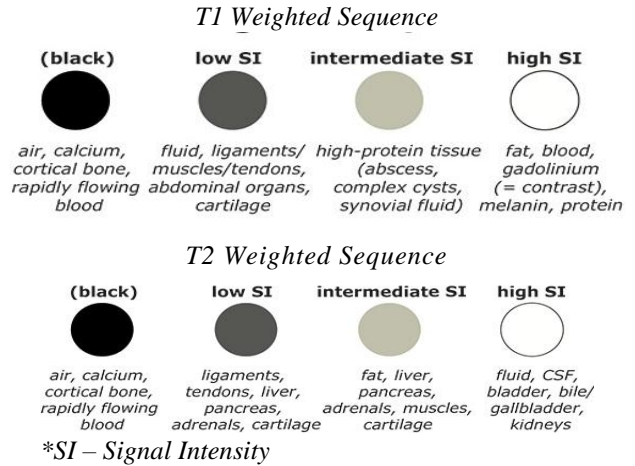 T1 Weighted Sequence
(black) low SI intermediate SI high SI
air, calcium, fluid, ligaments/ high-protein tissue fat, blood,
cortical bone, muscles/tendons, (abscess, gadolinium
rapidly flowing abdominal organs, complex cysts, (= contrast),
blood cartilage synovial fluid) melanin, protein
T2 Weighted Sequence
(black) low SI intermediate SI high SI
air, calcium, ligaments, fat, liver, fluid, CSF,
cortical bone, tendons, liver, pancreas, bladder, bile/
rapidly flowing pancreas, adrenals, muscles, gallbladder,
blood adrenals, cartilage cartilage kidneys
*SI – Signal Intensity